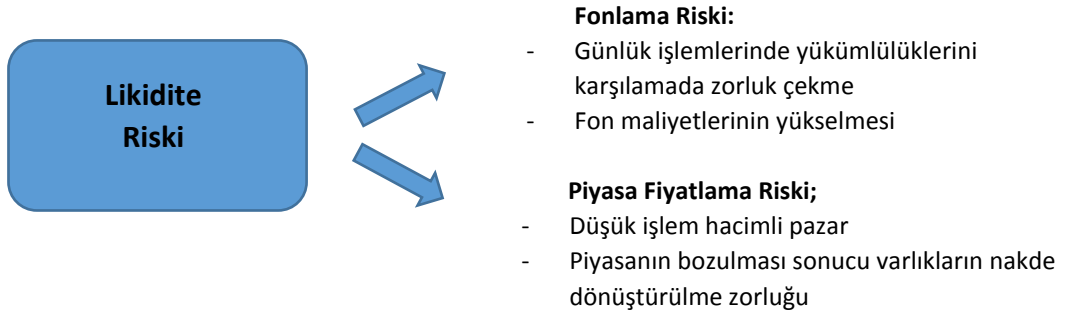 Likidite
Riski
Fonlama Riski:
- Günlük işlemlerinde yükümlülüklerini
karşılamada zorluk çekme
- Fon maliyetlerinin yükselmesi
Piyasa Fiyatlama Riski;
- Düşük işlem hacimli pazar
- Piyasanın bozulması sonucu varlıkların nakde
dönüştürülme zorluğu